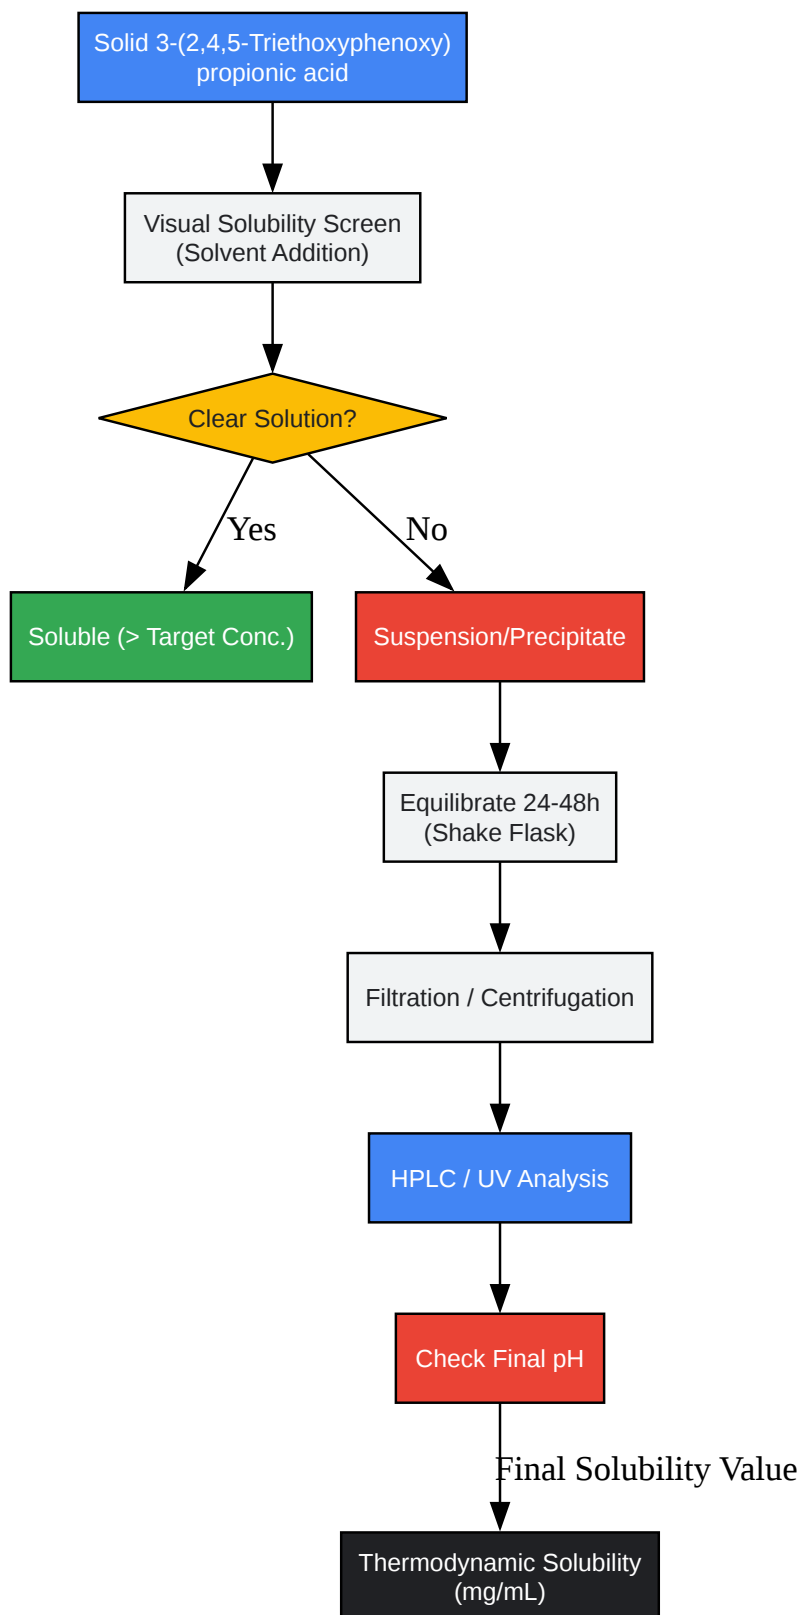 Solid 3-(2,4,5-Triethoxyphenoxy)
propionic acid
Visual Solubility Screen
(Solvent Addition)
Clear Solution?
Yes
No
Soluble (> Target Conc.)
Suspension/Precipitate
Equilibrate 24-48h
(Shake Flask)
Filtration / Centrifugation
HPLC / UV Analysis
Check Final pH
Final Solubility Value
Thermodynamic Solubility
(mg/mL)